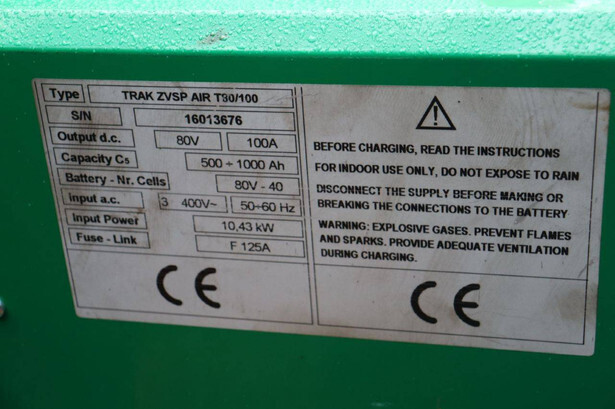 Type TRAK ZVSP AIR T80/100
S/N 16013676
Output d.c. 80V 100A
Capacity C5 500 ÷ 1000 Ah
Battery - Nr. Cells 80V - 40
Input a.c. 3 400V~ 50÷60 Hz
Input Power 10,43 kW
Fuse - Link F 125A
CE
BEFORE CHARGING, READ THE INSTRUCTIONS
FOR INDOOR USE ONLY, DO NOT EXPOSE TO RAIN
DISCONNECT THE SUPPLY BEFORE MAKING OR
BREAKING THE CONNECTIONS TO THE BATTERY
WARNING: EXPLOSIVE GASES. PREVENT FLAMES
AND SPARKS. PROVIDE ADEQUATE VENTILATION
DURING CHARGING.
CE